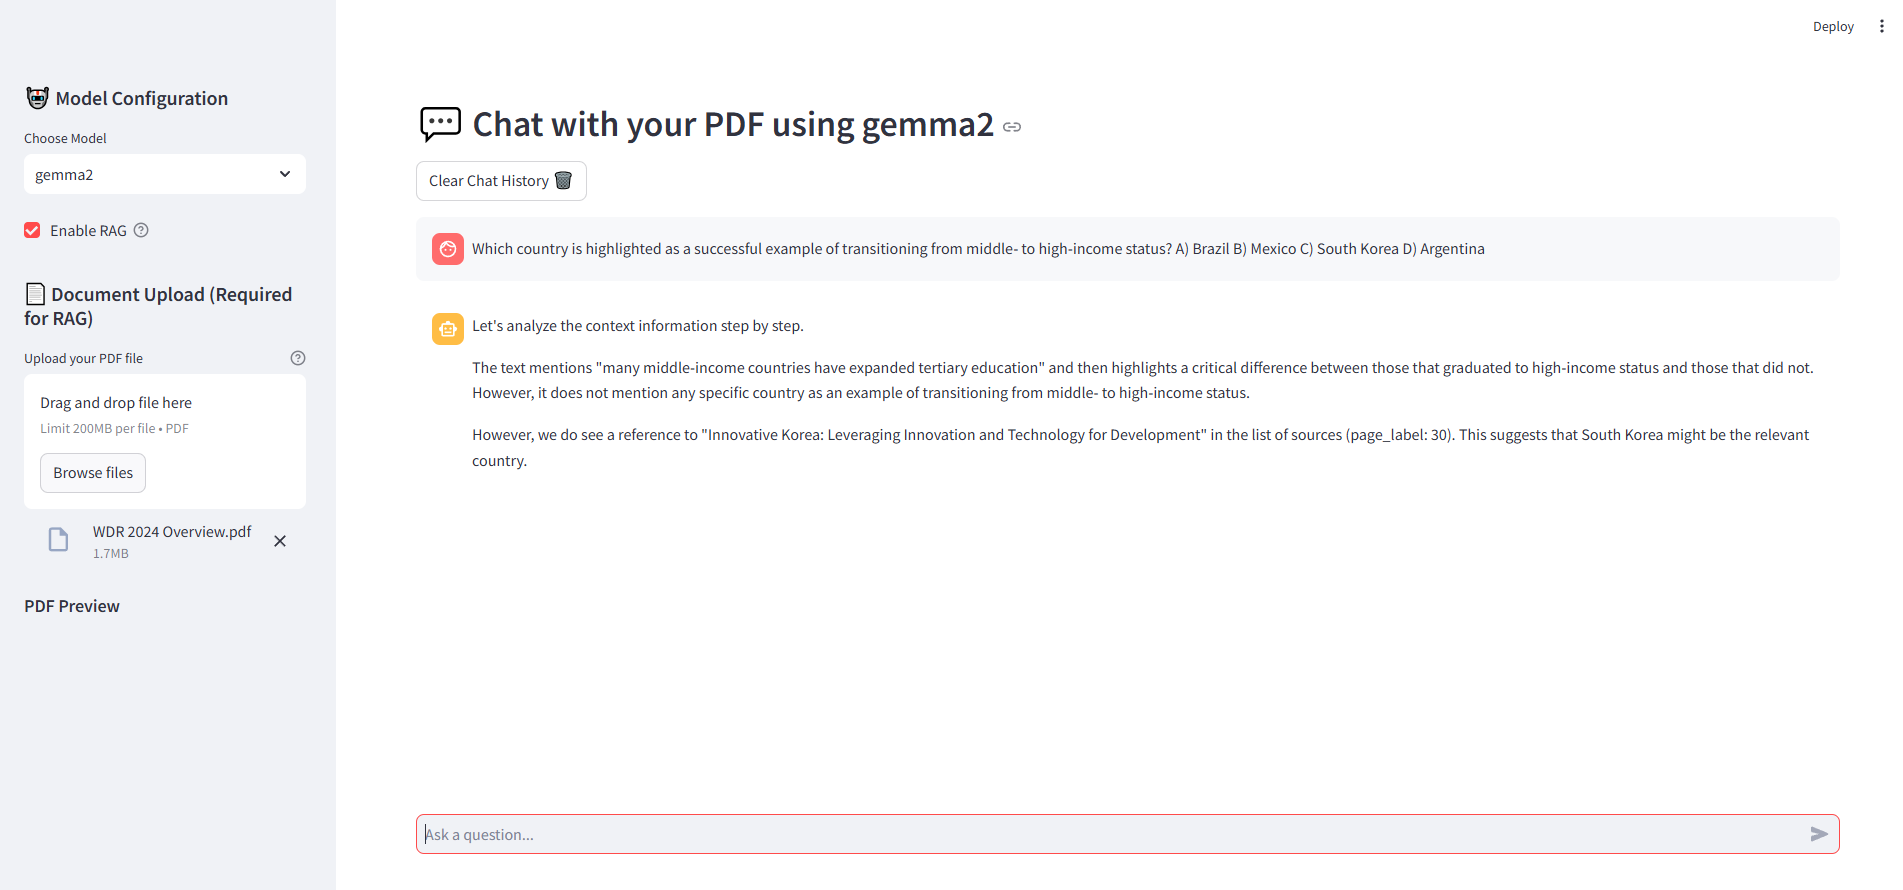 Deploy
Model Configuration
Choose Model
gemma2
Enable RAG
Document Upload (Required
for RAG)
Upload your PDF file
Drag and drop file here
Limit 200MB per file • PDF
Browse files
WDR 2024 Overview.pdf
1.7MB
PDF Preview
Chat with your PDF using gemma2
Clear Chat History
Which country is highlighted as a successful example of transitioning from middle- to high-income status? A) Brazil B) Mexico C) South Korea D) Argentina
Let's analyze the context information step by step.
The text mentions "many middle-income countries have expanded tertiary education" and then highlights a critical difference between those that graduated to high-income status and those that did not.
However, it does not mention any specific country as an example of transitioning from middle- to high-income status.
However, we do see a reference to "Innovative Korea: Leveraging Innovation and Technology for Development" in the list of sources (page_label: 30). This suggests that South Korea might be the relevant
country.
Ask a question...